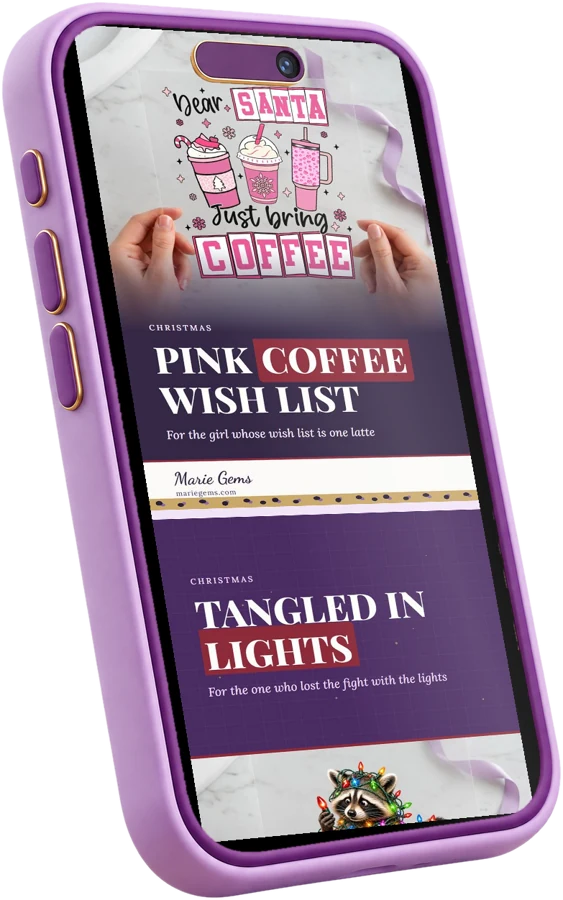 Dear SANTA
Just bring
COFFEE
CHRISTMAS
PINK COFFEE
WISH LIST
For the girl whose wish list is one latte
Marie Gems
mariegems.com
CHRISTMAS
TANGLED IN
LIGHTS
For the one who lost the fight with the lights